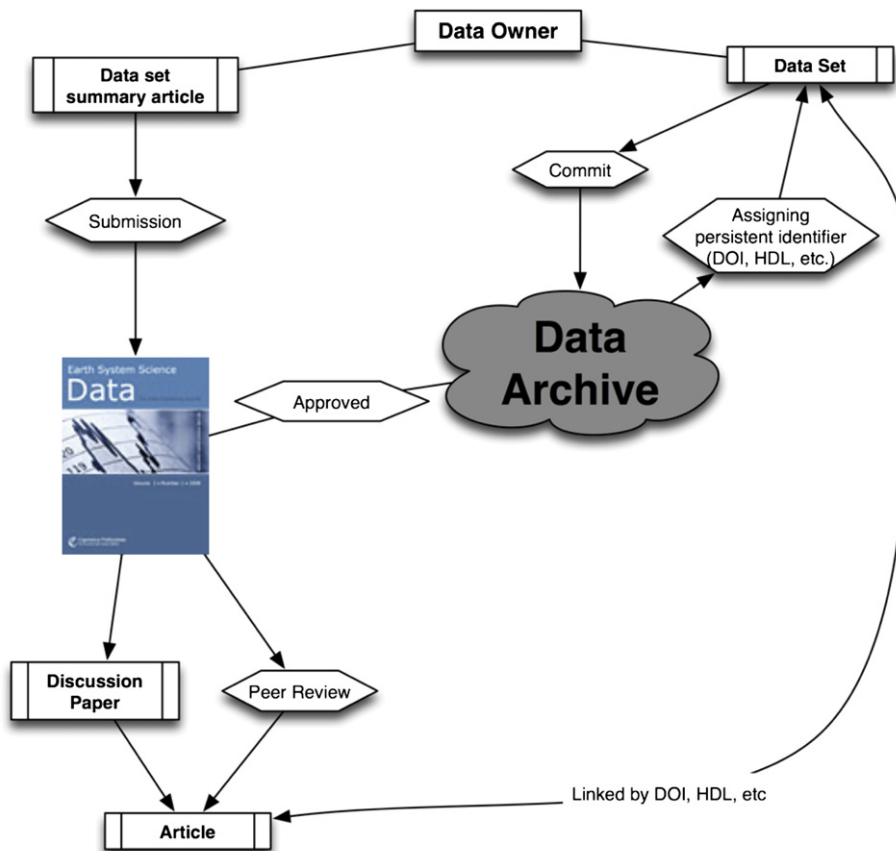 Data Owner
Data set
summary article
Data Set
Commit
Submission
Assigning
persistent identifier
(DOI, HDL, etc.)
Data
Archive
Earth System Science
Data
Approved
Discussion
Paper
Peer Review
Linked by DOI, HDL, etc
Article